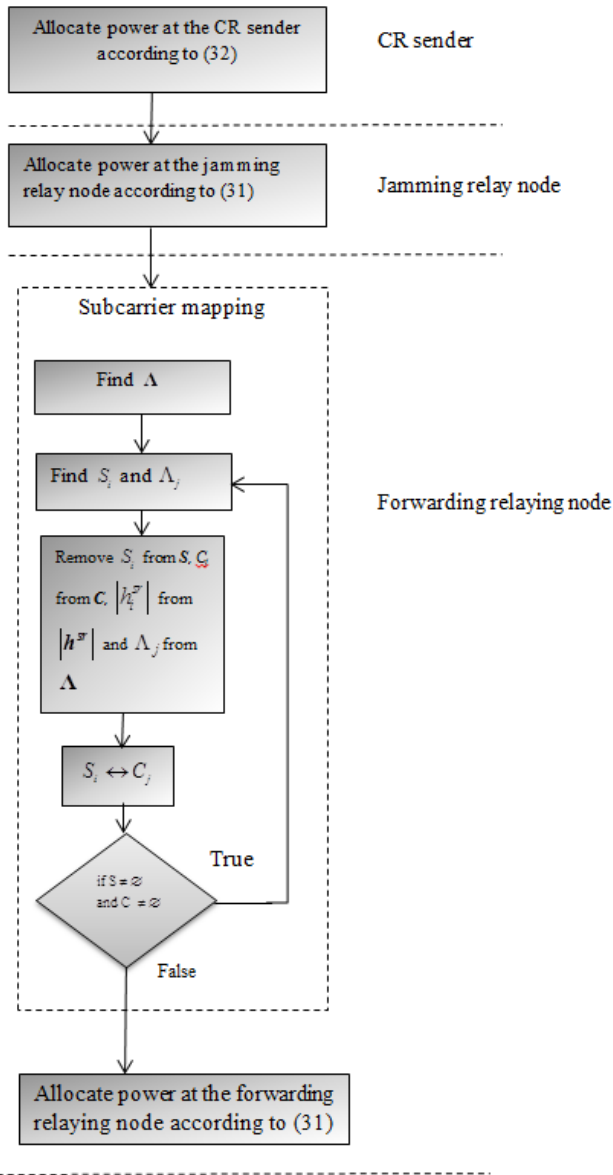 Allocate power at the CR sender
according to (32)
CR sender
Allocate power at the jamming
relay node according to (31)
Jamming relay node
Subcarrier mapping
Find Λ
Find S_i and Λ_j
Forwarding relaying node
Remove S_i from S, C_j
from C, |h_i^{sr}| from
|h^{sr}| and Λ_j from
Λ
S_i ↔ C_j
True
if S = ∅
and C = ∅
False
Allocate power at the forwarding
relaying node according to (31)